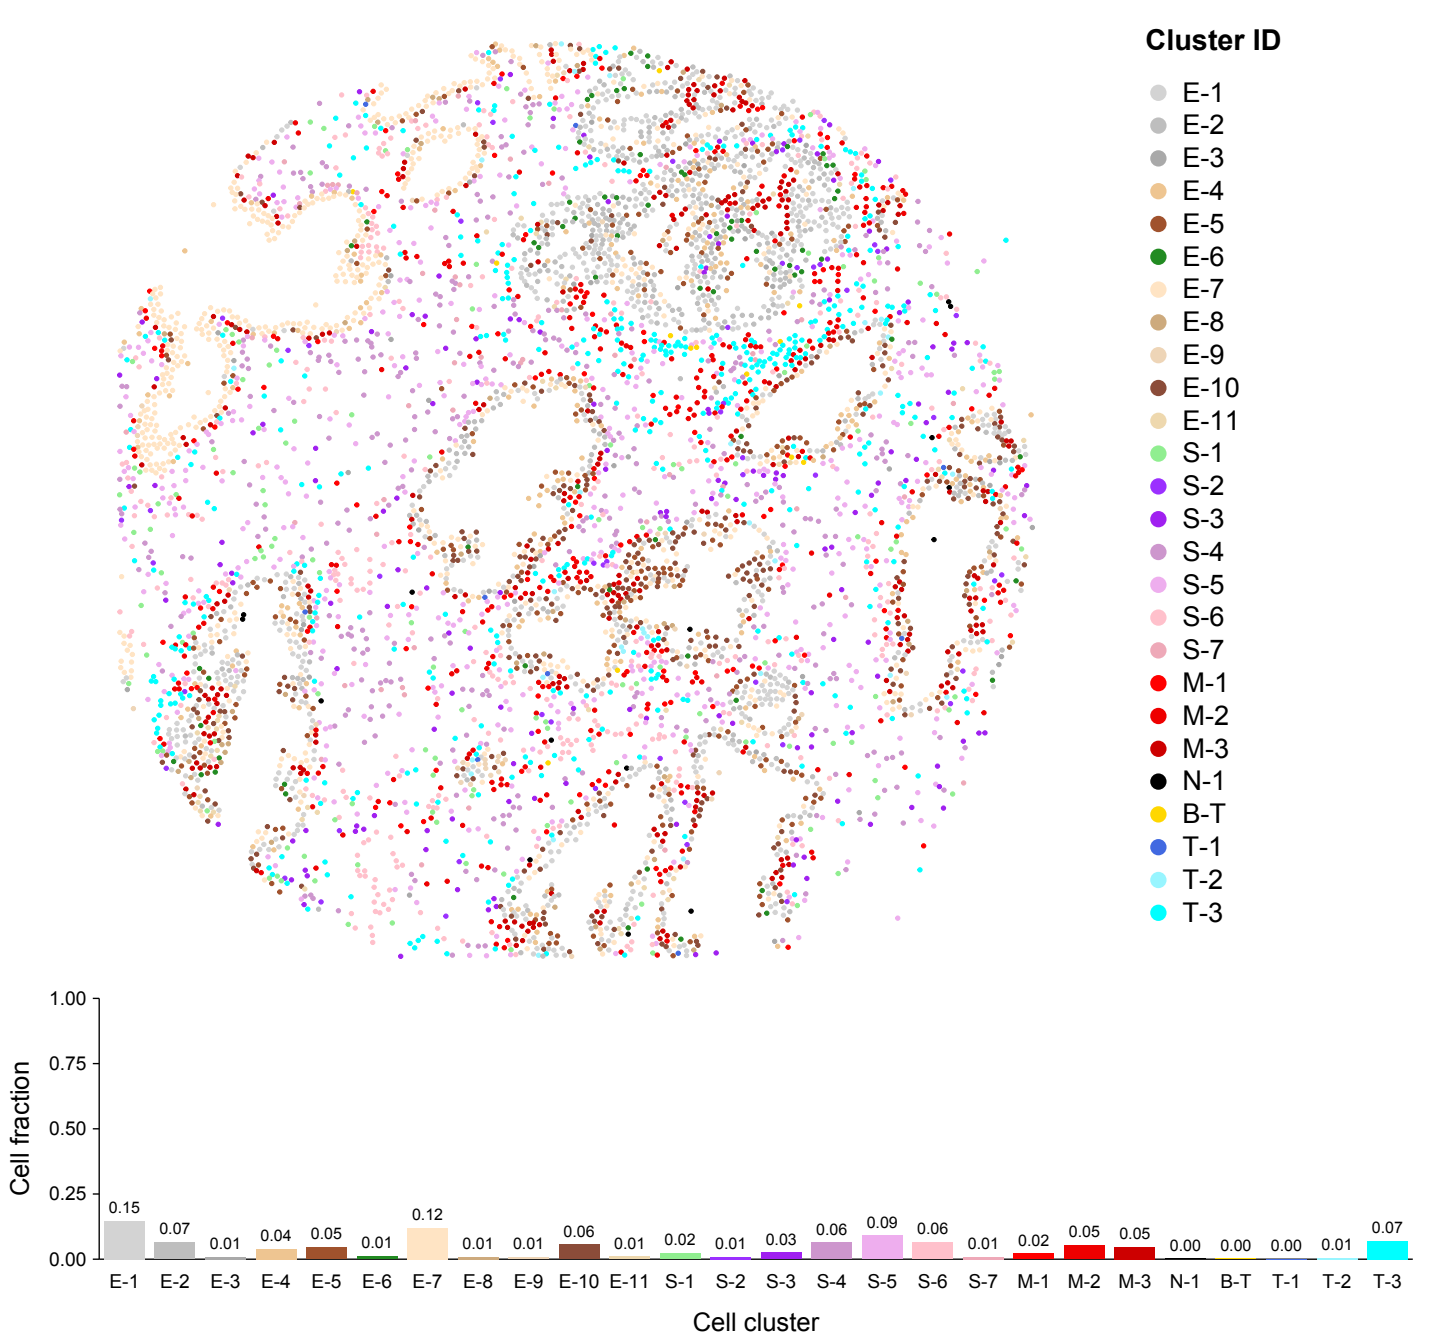 Cluster ID
E-1
E-2
E-3
E-4
E-5
E-6
E-7
E-8
E-9
E-10
E-11
S-1
S-2
S-3
S-4
S-5
S-6
S-7
M-1
M-2
M-3
N-1
B-T
T-1
T-2
T-3
1.00
0.75
0.50
0.25
0.00
Cell fraction
0.15 0.07 0.01 0.04 0.05 0.01 0.12 0.01 0.01 0.06 0.01 0.02 0.01 0.03 0.06 0.09 0.06 0.01 0.02 0.05 0.05 0.00 0.00 0.00 0.01 0.07
E-1 E-2 E-3 E-4 E-5 E-6 E-7 E-8 E-9 E-10 E-11 S-1 S-2 S-3 S-4 S-5 S-6 S-7 M-1 M-2 M-3 N-1 B-T T-1 T-2 T-3
Cell cluster